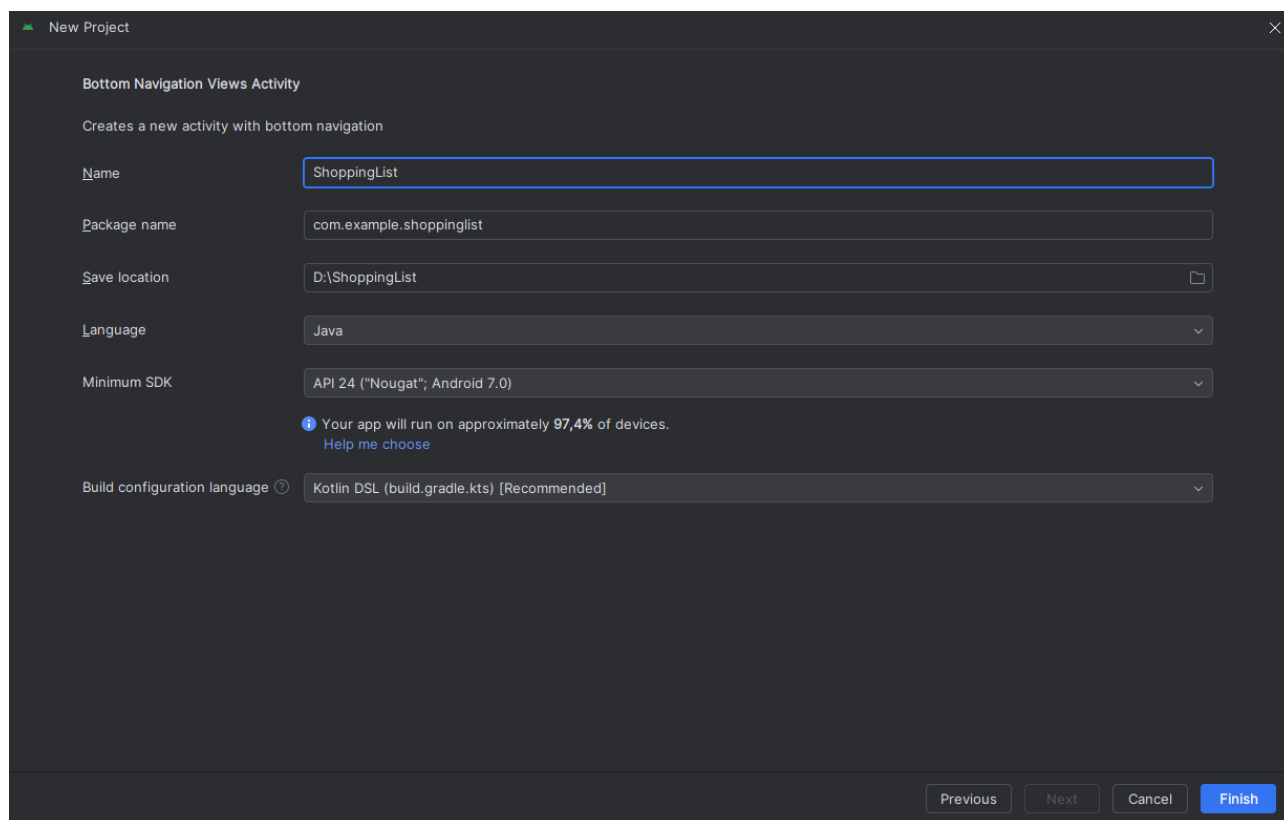 New Project
Bottom Navigation Views Activity
Creates a new activity with bottom navigation
Name
ShoppingList
Package name
com.example.shoppinglist
Save location
D:\ShoppingList
Language
Java
Minimum SDK
API 24 ("Nougat"; Android 7.0)
Your app will run on approximately 97,4% of devices.
Help me choose
Build configuration language
Kotlin DSL (build.gradle.kts) [Recommended]
Previous
Next
Cancel
Finish